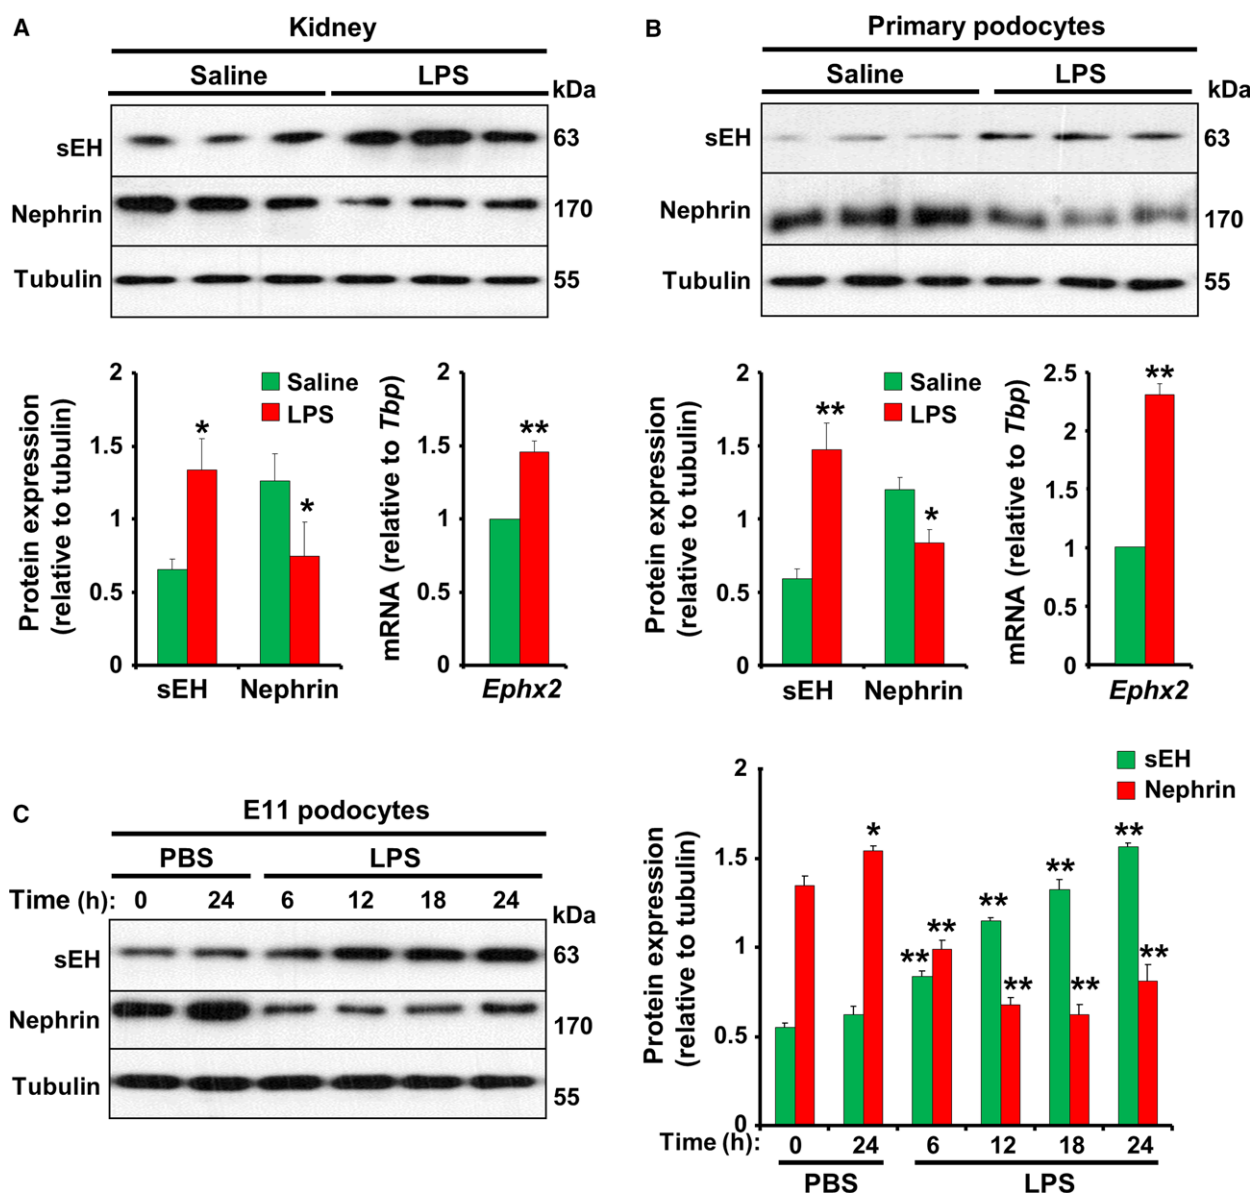 A
Kidney
Saline LPS
kDa
sEH 63
Nephrin 170
Tubulin 55
Protein expression
(relative to tubulin)
2
1.5
1
0.5
0
Saline
LPS
*
*
sEH Nephrin
mRNA (relative to Tbp)
2
1.5
1
0.5
0
**
Ephx2
B
Primary podocytes
Saline LPS
kDa
sEH 63
Nephrin 170
Tubulin 55
Protein expression
(relative to tubulin)
2
1.5
1
0.5
0
Saline
LPS
**
*
sEH Nephrin
mRNA (relative to Tbp)
2.5
2
1.5
1
0.5
0
**
Ephx2
C
E11 podocytes
PBS LPS
Time (h): 0 24 6 12 18 24
kDa
sEH 63
Nephrin 170
Tubulin 55
Protein expression
(relative to tubulin)
2
1.5
1
0.5
0
sEH
Nephrin
*
** **
** **
** **
** **
Time (h): 0 24 6 12 18 24
PBS LPS